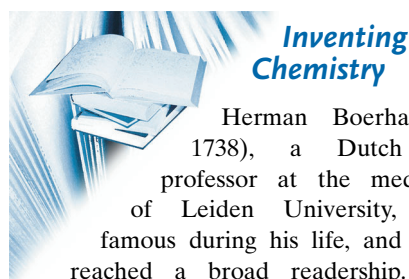 Inventing
Chemistry
Herman Boerha
1738), a Dutch
professor at the med
of Leiden University,
famous during his life, and
reached a broad readership.